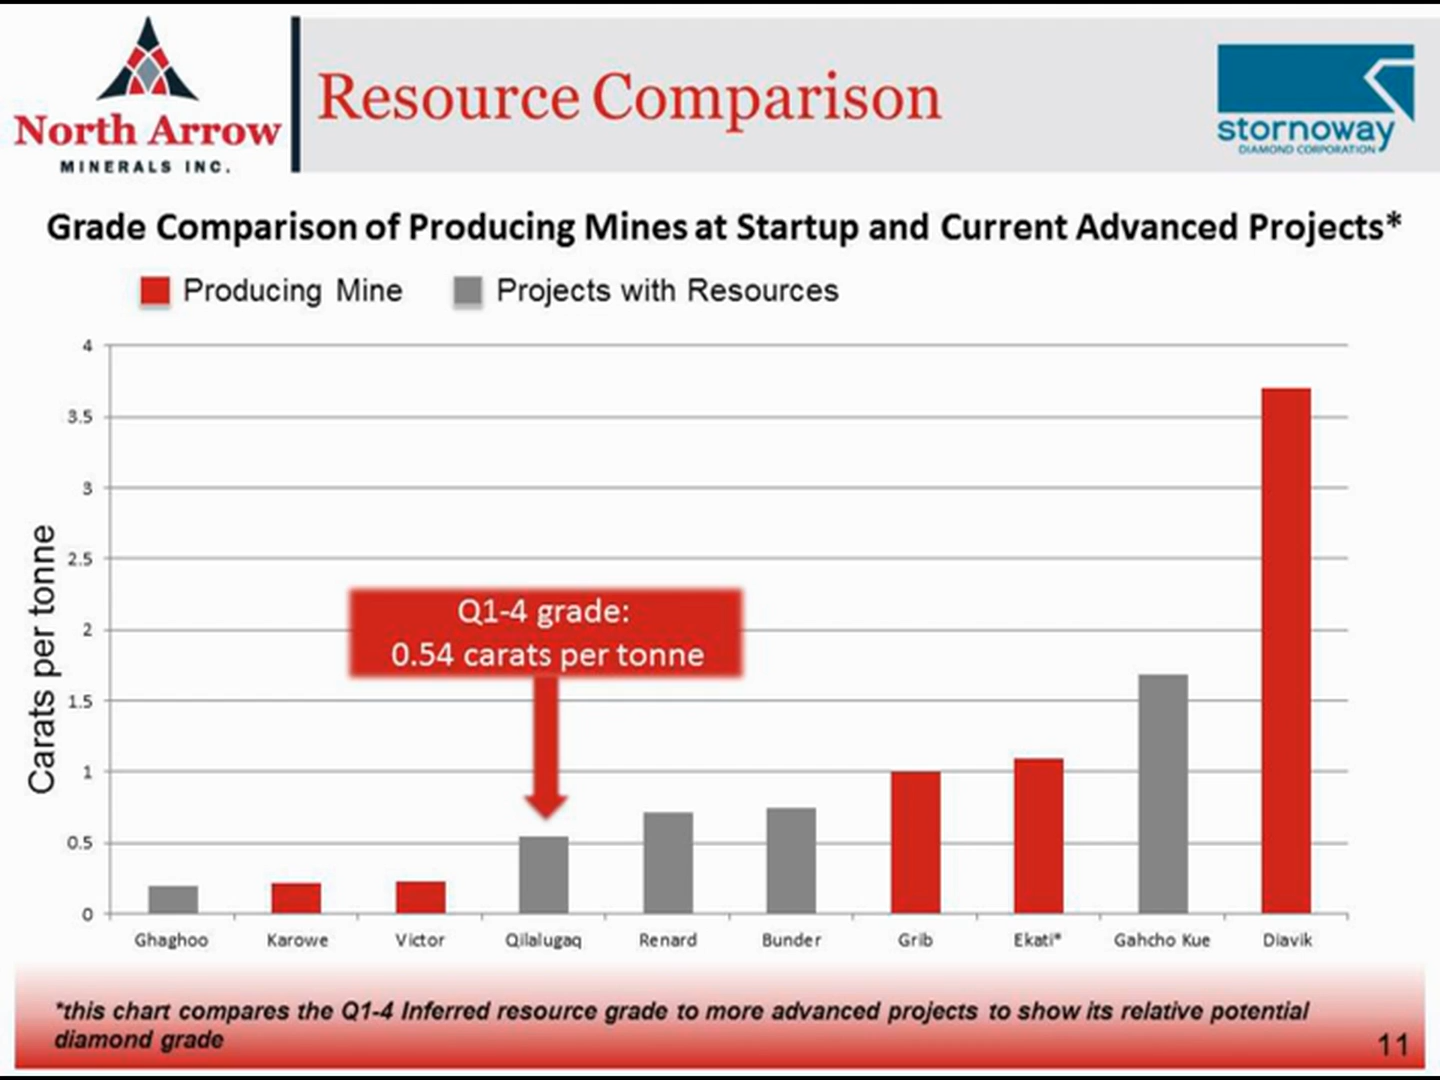 North Arrow
MINERALS INC.
Resource Comparison
stornoway
DIAMOND CORPORATION
Grade Comparison of Producing Mines at Startup and Current Advanced Projects*
Producing Mine
Projects with Resources
Carats per tonne
4
3.5
3
2.5
2
1.5
1
0.5
0
Q1-4 grade:
0.54 carats per tonne
Ghaghoo Karowe Victor Qilalugaq Renard Bunder Grib Ekati* Gahcho Kue Diavik
*this chart compares the Q1-4 Inferred resource grade to more advanced projects to show its relative potential
diamond grade
11